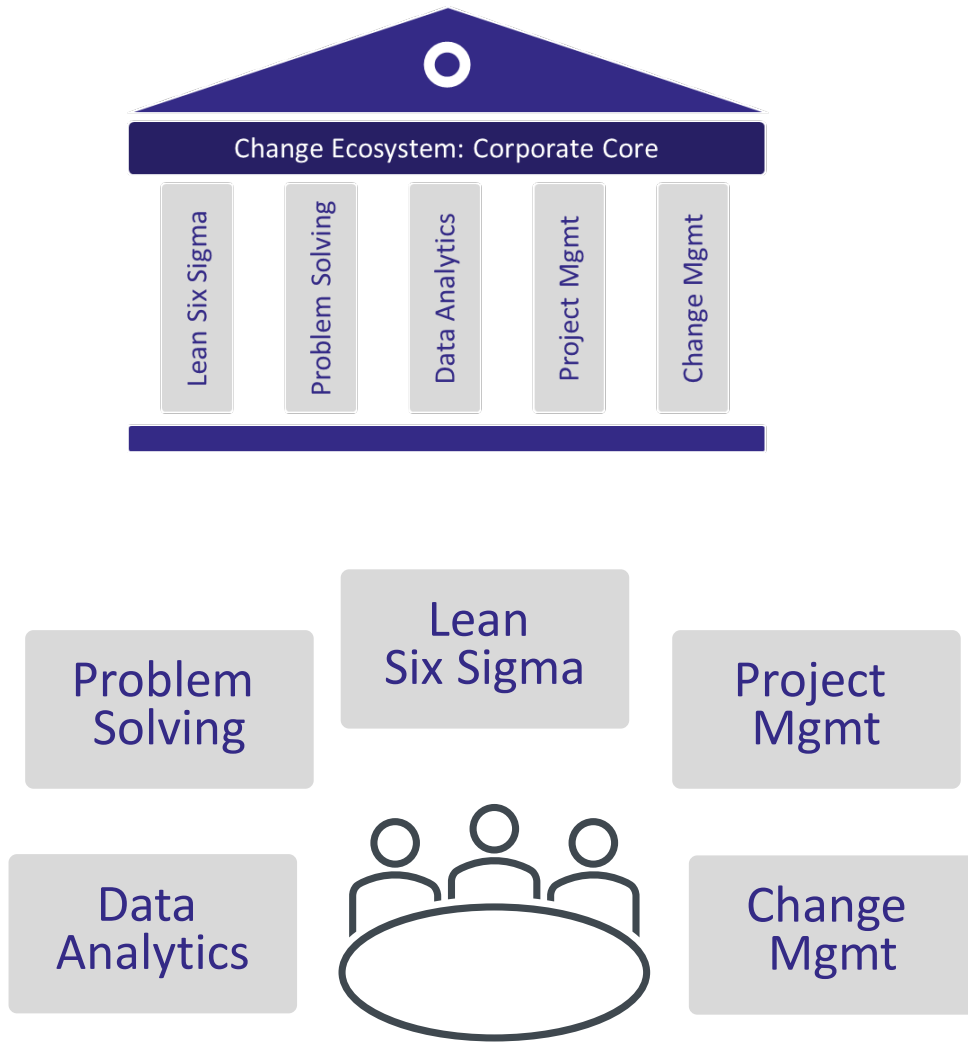 Change Ecosystem: Corporate Core
Lean Six Sigma
Problem Solving
Data Analytics
Project Mgmt
Change Mgmt
Lean
Six Sigma
Problem
Solving
Project
Mgmt
Data
Analytics
Change
Mgmt